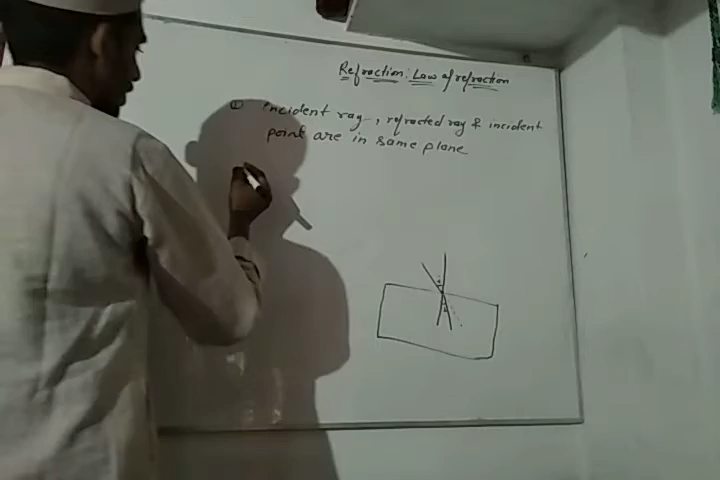 Refraction: Law of refraction
① incident ray, refracted ray & incident
point are in same plane